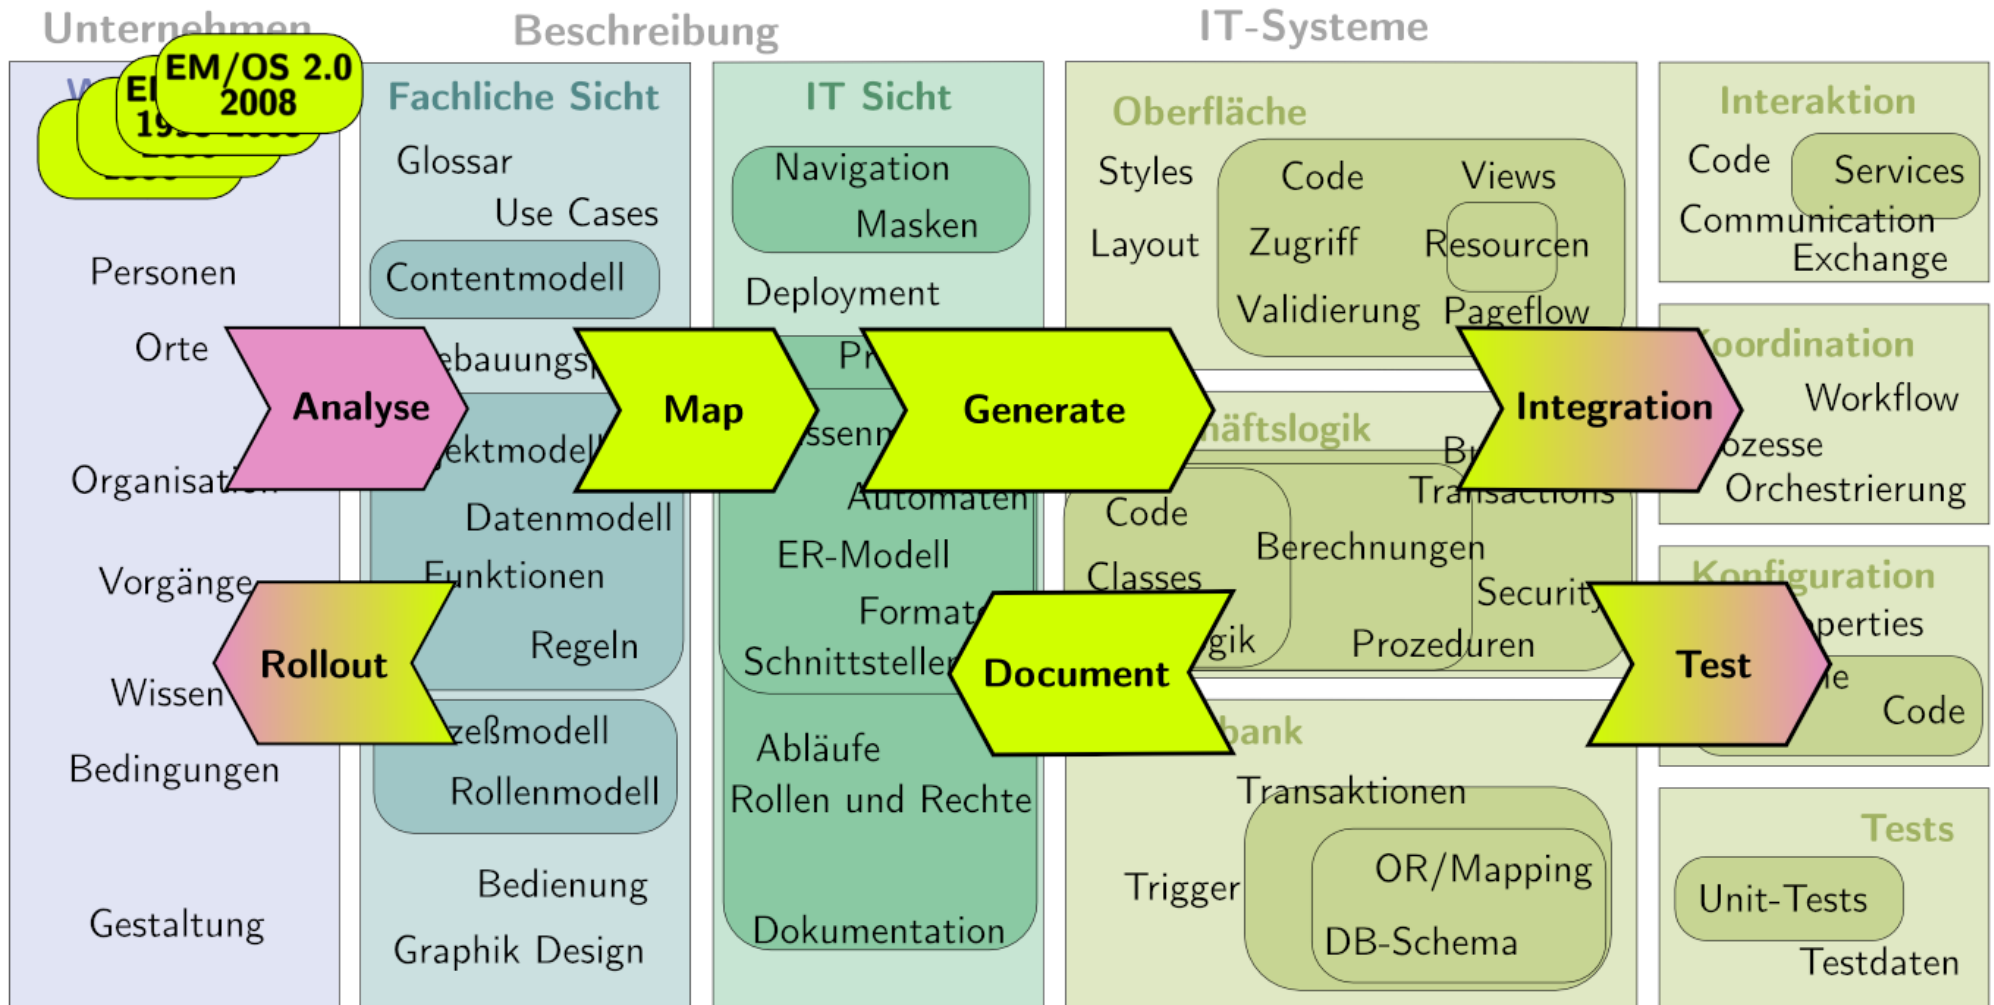 Unternehmen
Beschreibung
IT-Systeme
EM/OS 2.0
2008
Personen
Orte
Vorgänge
Wissen
Bedingungen
Gestaltung
Fachliche Sicht
Glossar
Use Cases
Contentmodell
Datenmodell
Funktionen
Regeln
Rollenmodell
Bedienung
Graphik Design
IT Sicht
Navigation
Masken
Deployment
Automaten
ER-Modell
Abläufe
Rollen und Rechte
Dokumentation
Oberfläche
Styles
Code
Views
Layout
Zugriff
Resourcen
Validierung
Pageflow
Transactions
Code
Berechnungen
Classes
Security
Prozeduren
Transaktionen
Trigger
OR/Mapping
DB-Schema
Interaktion
Code
Services
Communication
Exchange
Workflow
Orchestrierung
Konfiguration
Code
Tests
Unit-Tests
Testdaten
Analyse
Map
Generate
Integration
Rollout
Document
Test